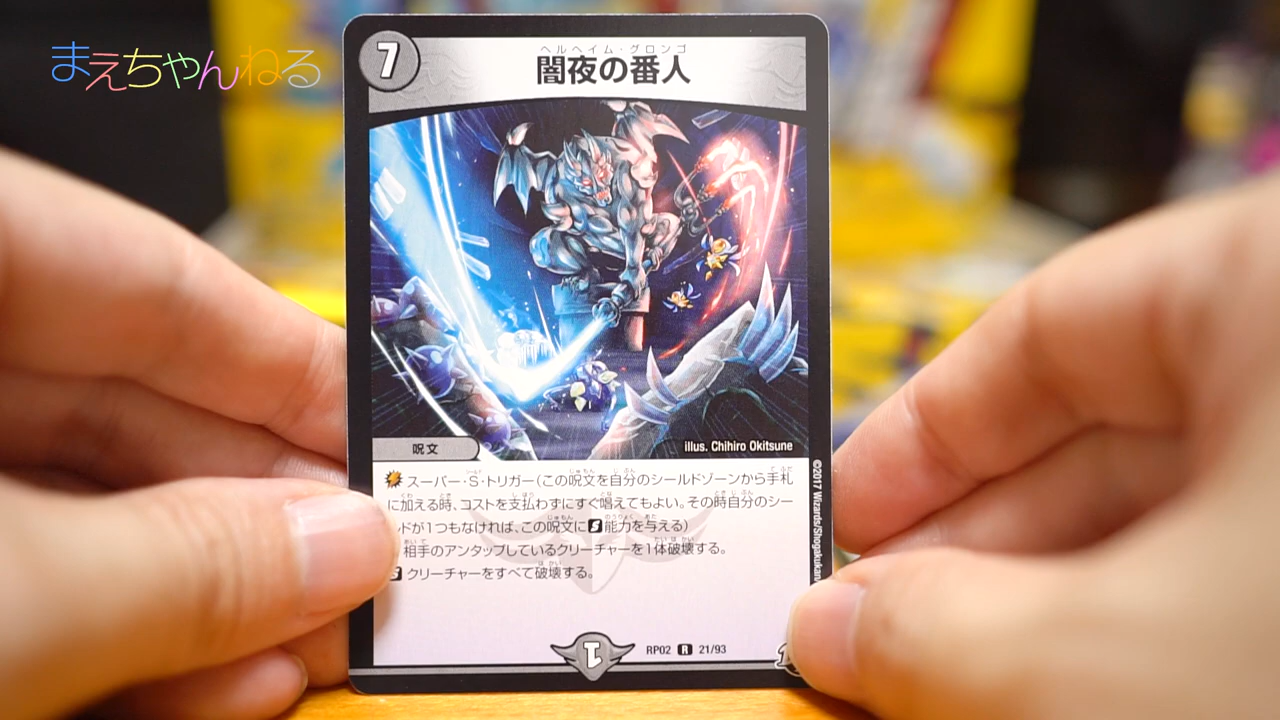 まえちゃんねる
7
ヘルヘイム・グロンゴ
闇夜の番人
illus. Chihiro Okitsune
呪文
スーパー・S・トリガー(この呪文を自分のシールドゾーンから手札
に加える時、コストを支払わずにすぐ唱えてもよい。その時自分のシー
ドが1つもなければ、この呪文にS能力を与える)
相手のアンタップしているクリーチャーを1体破壊する。
S クリーチャーをすべて破壊する。
1
RP02 R 21/93
©2017 Wizards/Shogakukan